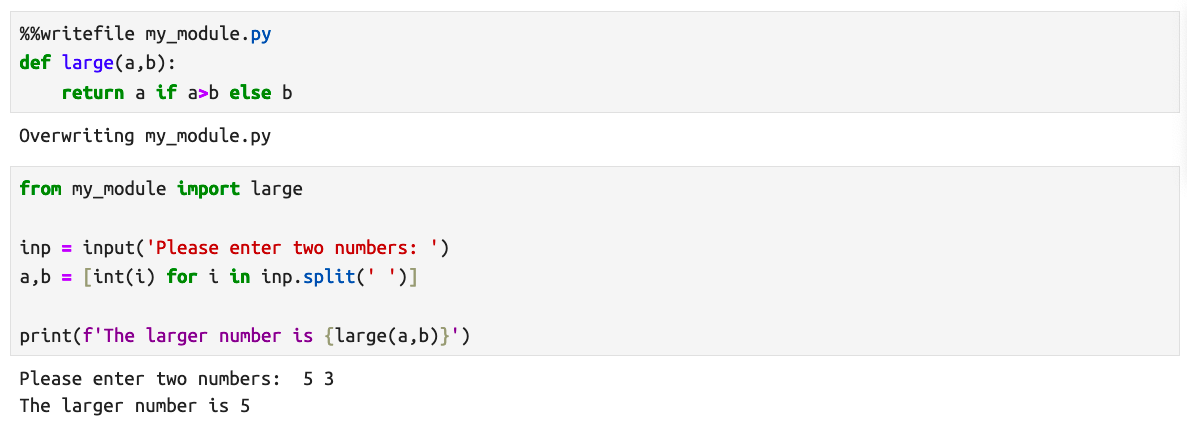 %%writefile my_module.py
def large(a,b):
    return a if a>b else b
Overwriting my_module.py
from my_module import large
inp = input('Please enter two numbers: ')
a,b = [int(i) for i in inp.split(' ')]
print(f'The larger number is {large(a,b)}')
Please enter two numbers:  5 3
The larger number is 5